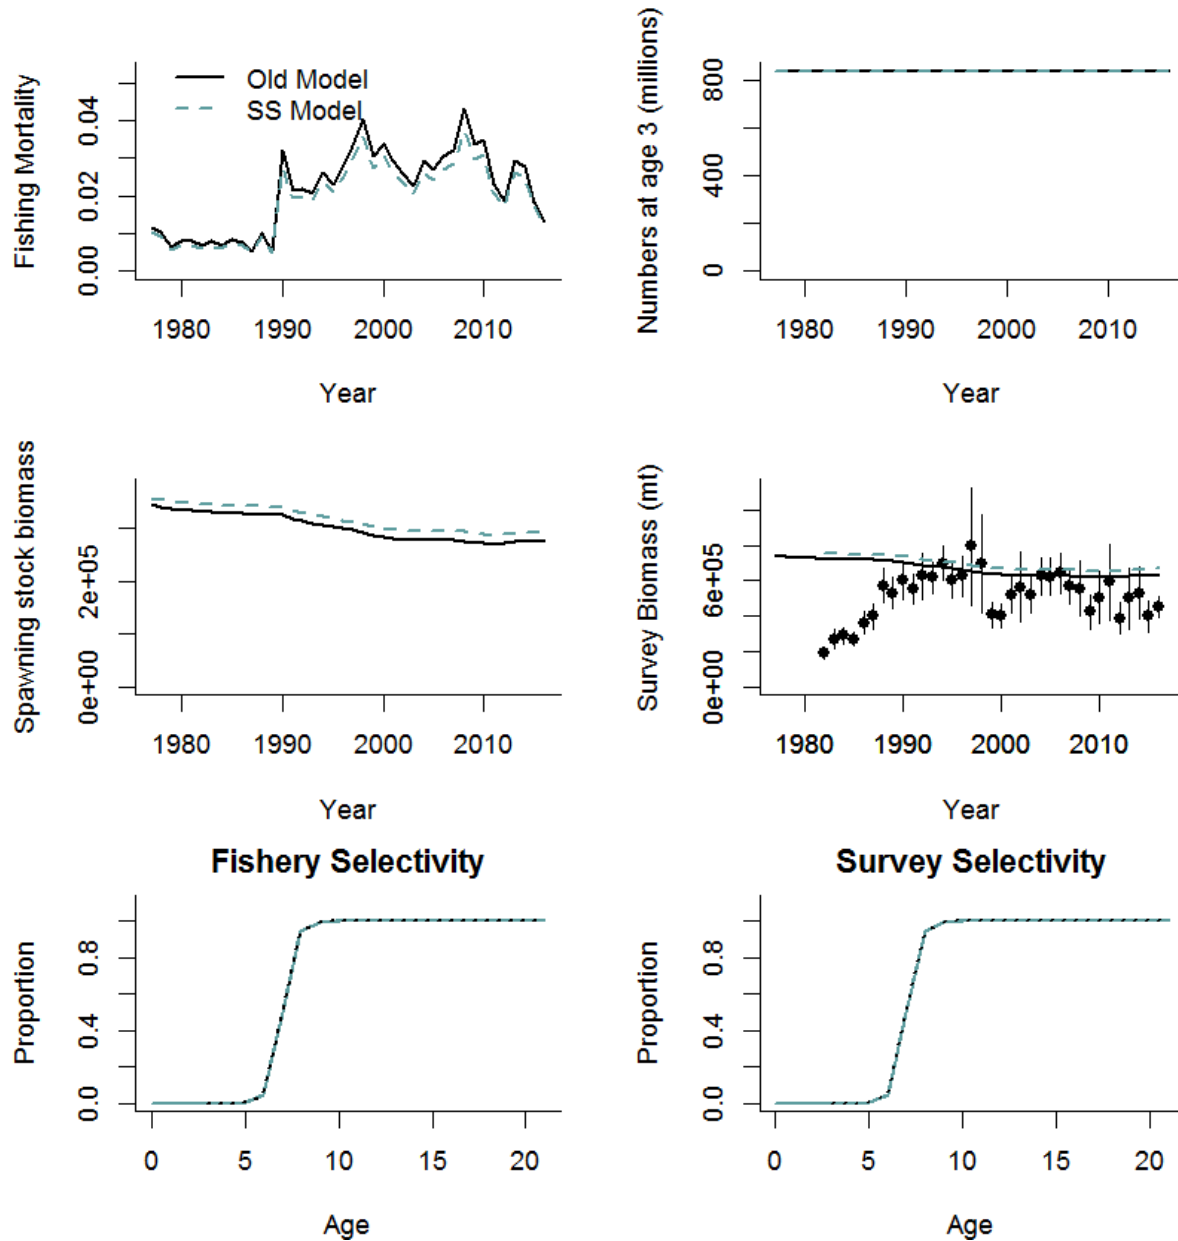 Fishing Mortality
0.00 0.02 0.04
Old Model
SS Model
1980 1990 2000 2010
Year
Numbers at age 3 (millions)
0 400 800
1980 1990 2000 2010
Year
Spawning stock biomass
0e+00 2e+05
1980 1990 2000 2010
Year
Survey Biomass (mt)
0e+00 6e+05
1980 1990 2000 2010
Year
Fishery Selectivity
Proportion
0.0 0.4 0.8
0 5 10 15 20
Age
Survey Selectivity
Proportion
0.0 0.4 0.8
0 5 10 15 20
Age